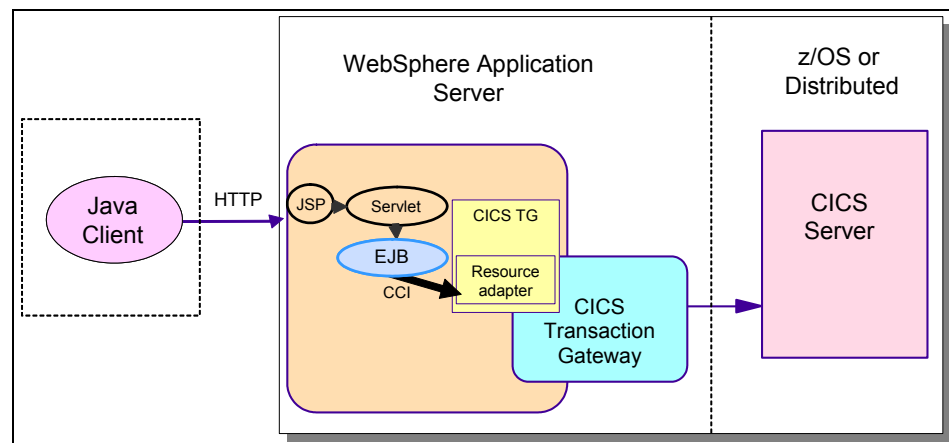 WebSphere Application
Server
z/OS or
Distributed
Java
Client
HTTP
JSP
Servlet
EJB
CCI
CICS TG
Resource
adapter
CICS
Transaction
Gateway
CICS
Server